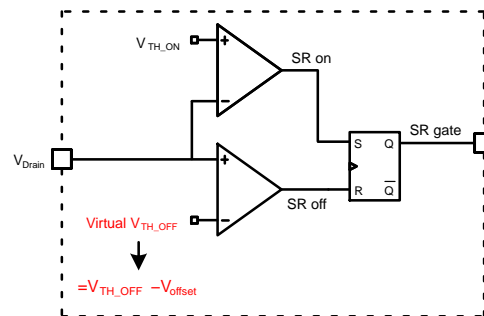 V_TH_ON
+
SR on
−
S Q
SR gate
V_Drain
+
R Q̅
SR off
−
Virtual V_TH_OFF
=V_TH_OFF −V_offset